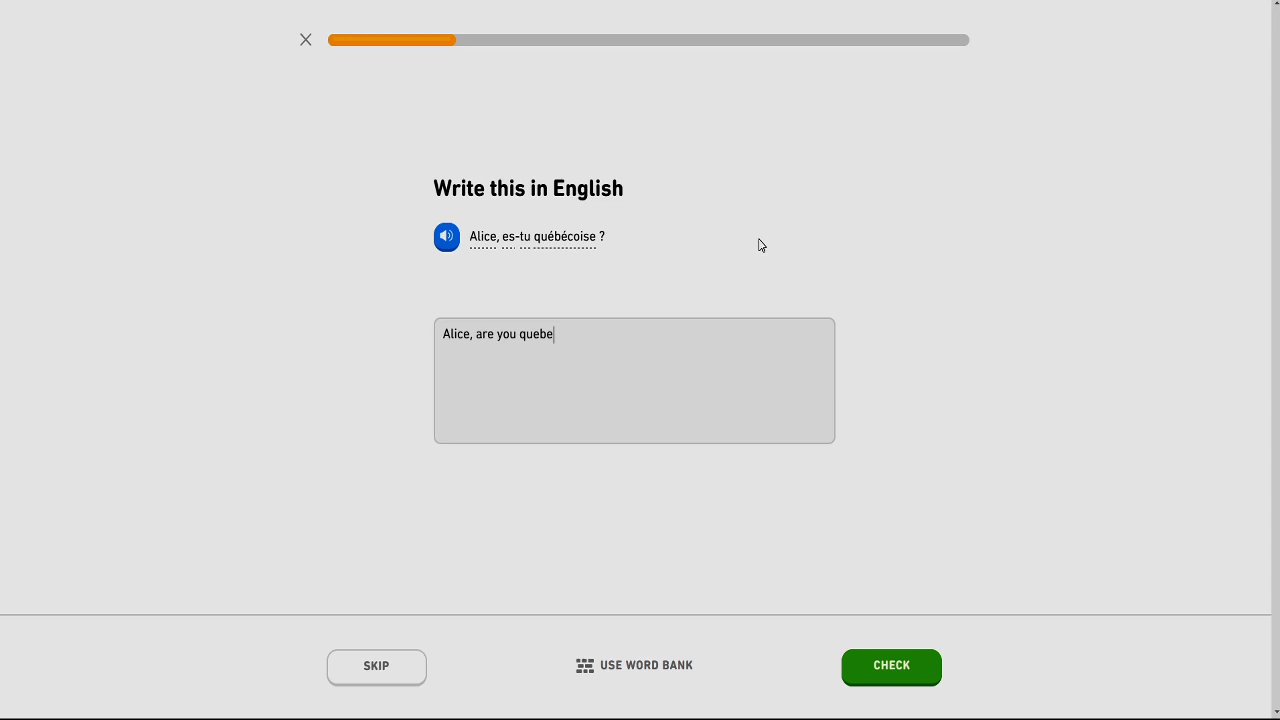 Write this in English
Alice, es-tu québécoise ?
Alice, are you quebe
SKIP
USE WORD BANK
CHECK